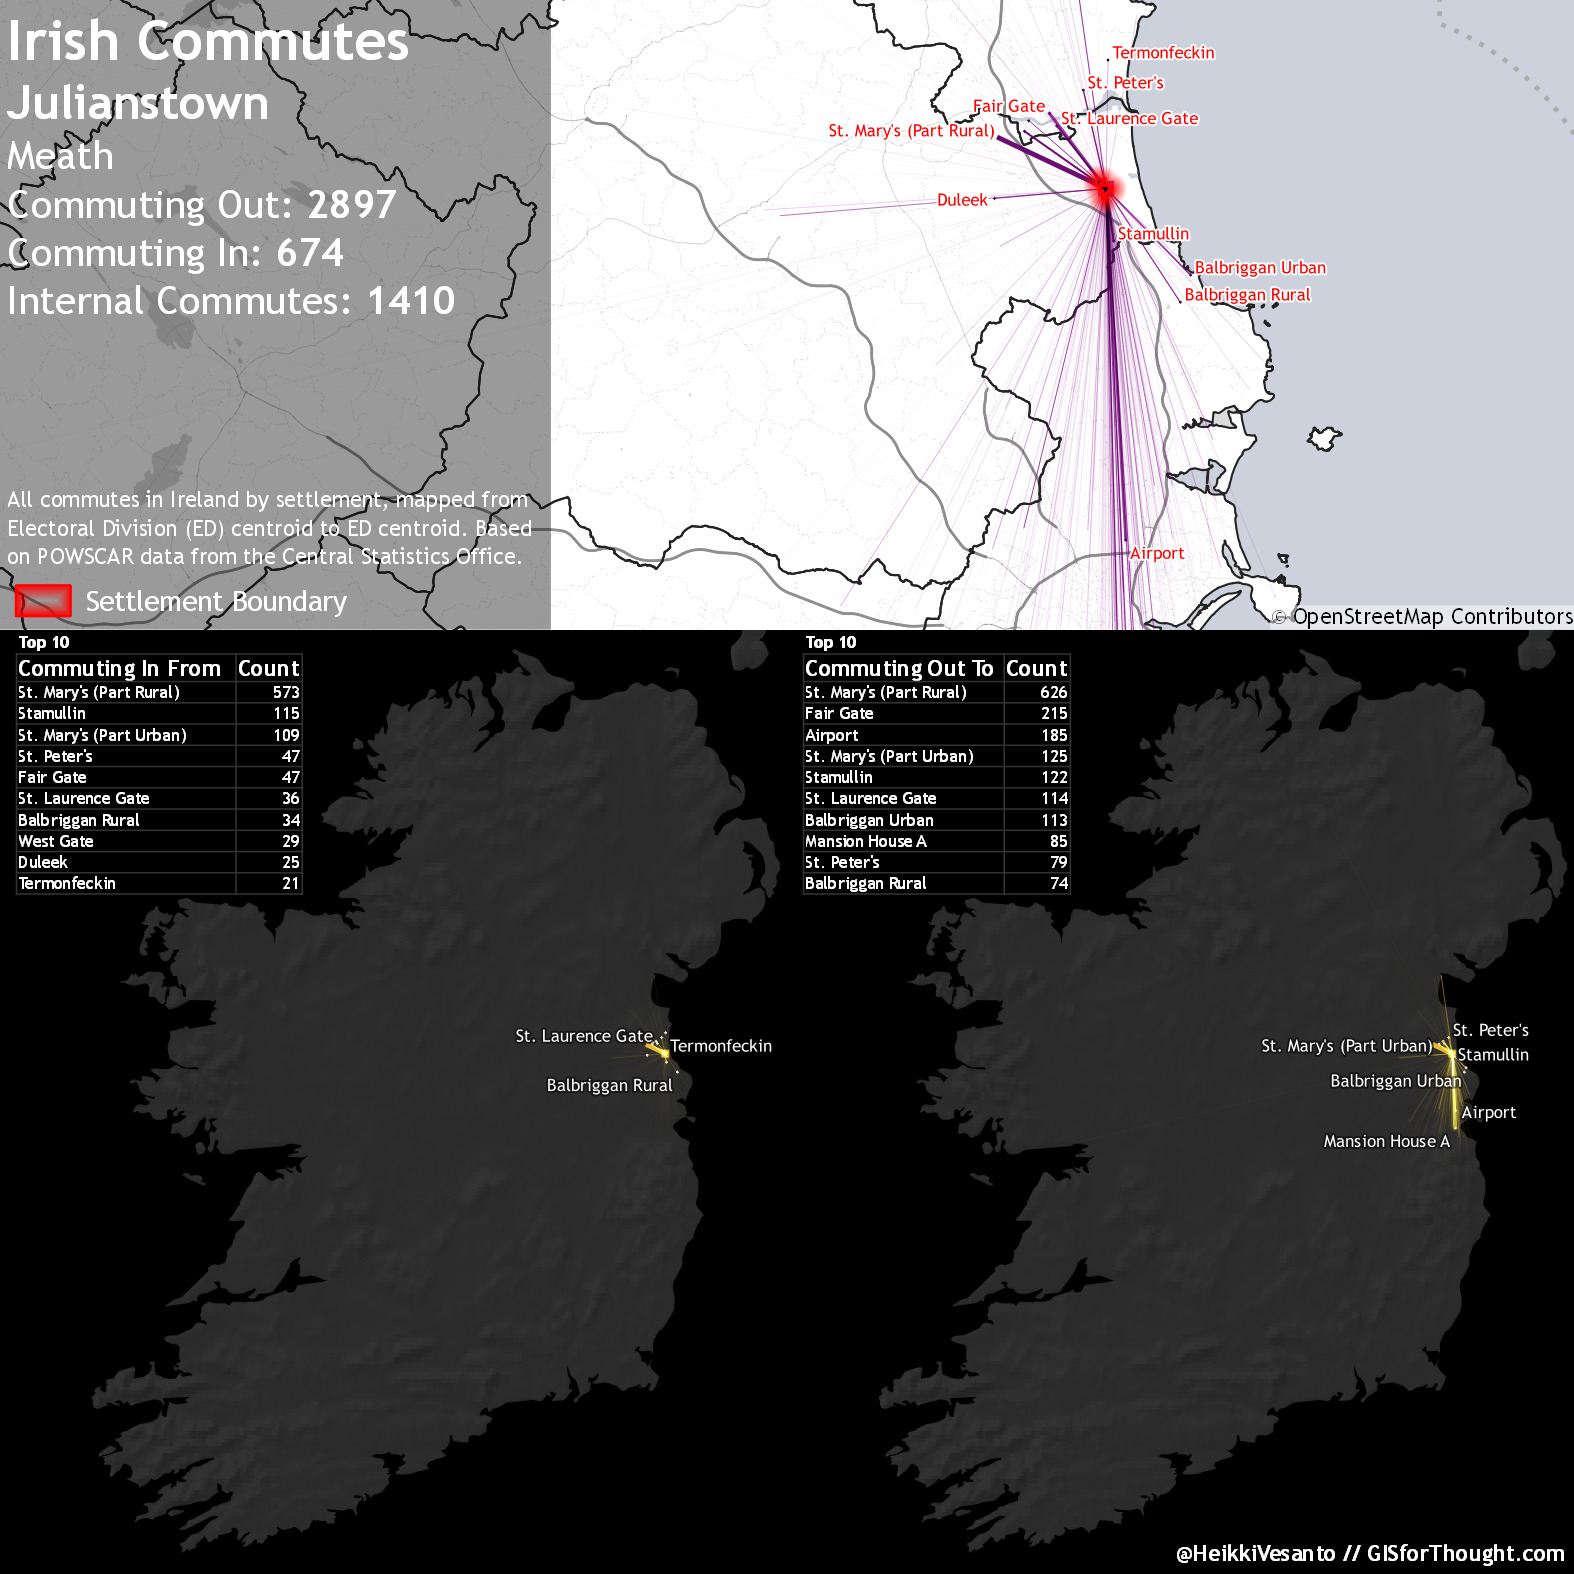 Irish Commutes
Julianstown
Meath
Commuting Out: 2897
Commuting In: 674
Internal Commutes: 1410
All commutes in Ireland by settlement, mapped from
Electoral Division (ED) centroid to ED centroid. Based
on POWSCAR data from the Central Statistics Office.
Settlement Boundary
Termonfeckin
St. Peter's
Fair Gate
St. Laurence Gate
St. Mary's (Part Rural)
Duleek
Stamullin
Balbriggan Urban
Balbriggan Rural
Airport
© OpenStreetMap Contributors
Top 10
Commuting In From Count
St. Mary's (Part Rural) 573
Stamullin 115
St. Mary's (Part Urban) 109
St. Peter's 47
Fair Gate 47
St. Laurence Gate 36
Balbriggan Rural 34
West Gate 29
Duleek 25
Termonfeckin 21
St. Laurence Gate
Termonfeckin
Balbriggan Rural
Top 10
Commuting Out To Count
St. Mary's (Part Rural) 626
Fair Gate 215
Airport 185
St. Mary's (Part Urban) 125
Stamullin 122
St. Laurence Gate 114
Balbriggan Urban 113
Mansion House A 85
St. Peter's 79
Balbriggan Rural 74
St. Peter's
St. Mary's (Part Urban)
Stamullin
Balbriggan Urban
Airport
Mansion House A
@HeikkiVesanto // GISforThought.com